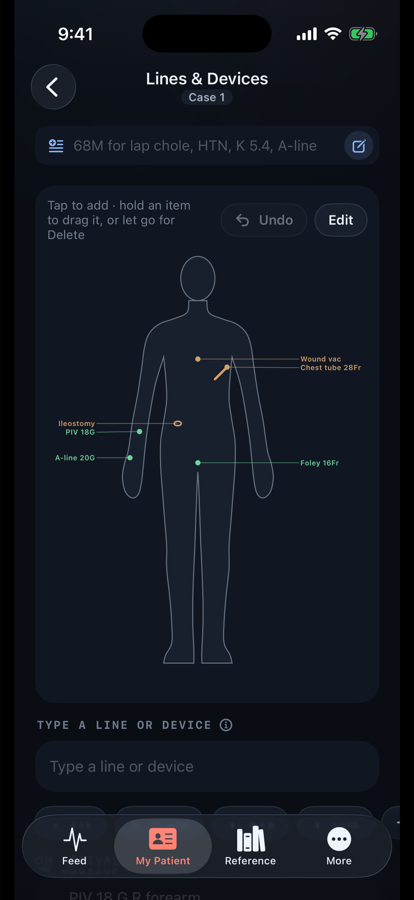 9:41
Lines & Devices
Case 1
68M for lap chole, HTN, K 5.4, A-line
Tap to add · hold an item
to drag it, or let go for
Delete
Undo
Edit
Wound vac
Chest tube 28Fr
Ileostomy
PIV 18G
A-line 20G
Foley 16Fr
TYPE A LINE OR DEVICE
Type a line or device
Feed
My Patient
Reference
More
PIV 18 G R forearm